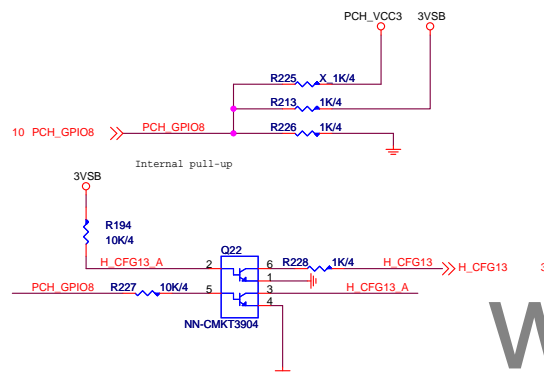 PCH_VCC3 3VSB
R225 X_1K/4
R213 1K/4
10 PCH_GPIO8 PCH_GPIO8 R226 1K/4
Internal pull-up
3VSB
R194
10K/4
Q22
H_CFG13_A 2 6 R228 1K/4 H_CFG13 H_CFG13 3
1
PCH_GPIO8 R227 10K/4 5 3 H_CFG13_A
4
NN-CMKT3904
W